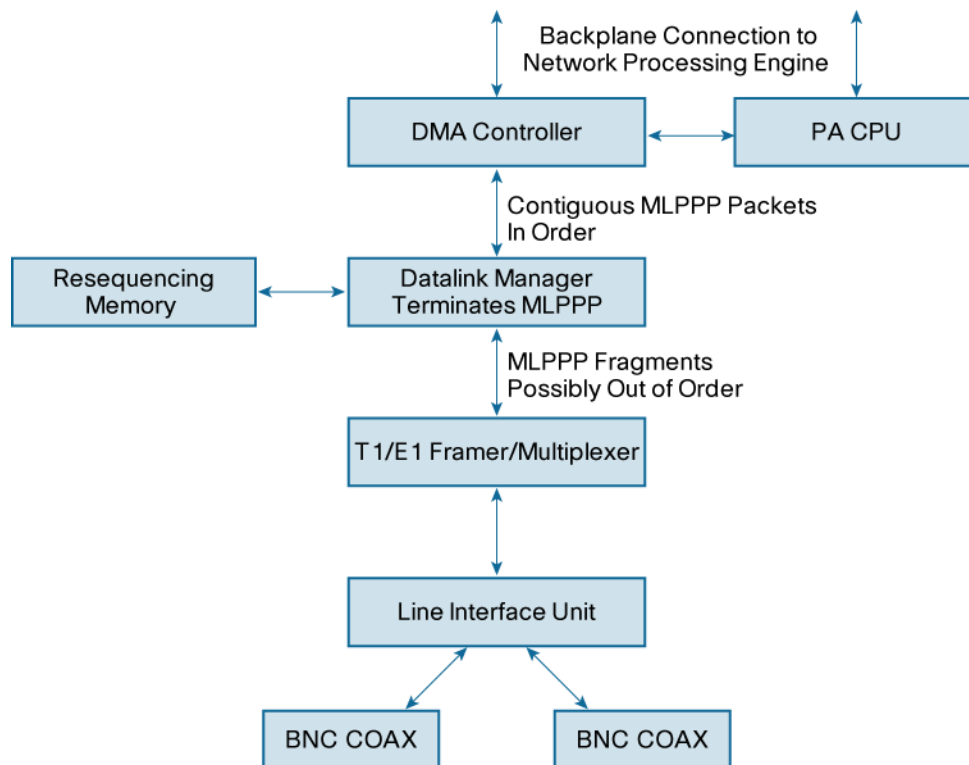 Backplane Connection to
Network Processing Engine
DMA Controller
PA CPU
Contiguous MLPPP Packets
In Order
Resequencing
Memory
Datalink Manager
Terminates MLPPP
MLPPP Fragments
Possibly Out of Order
T1/E1 Framer/Multiplexer
Line Interface Unit
BNC COAX
BNC COAX